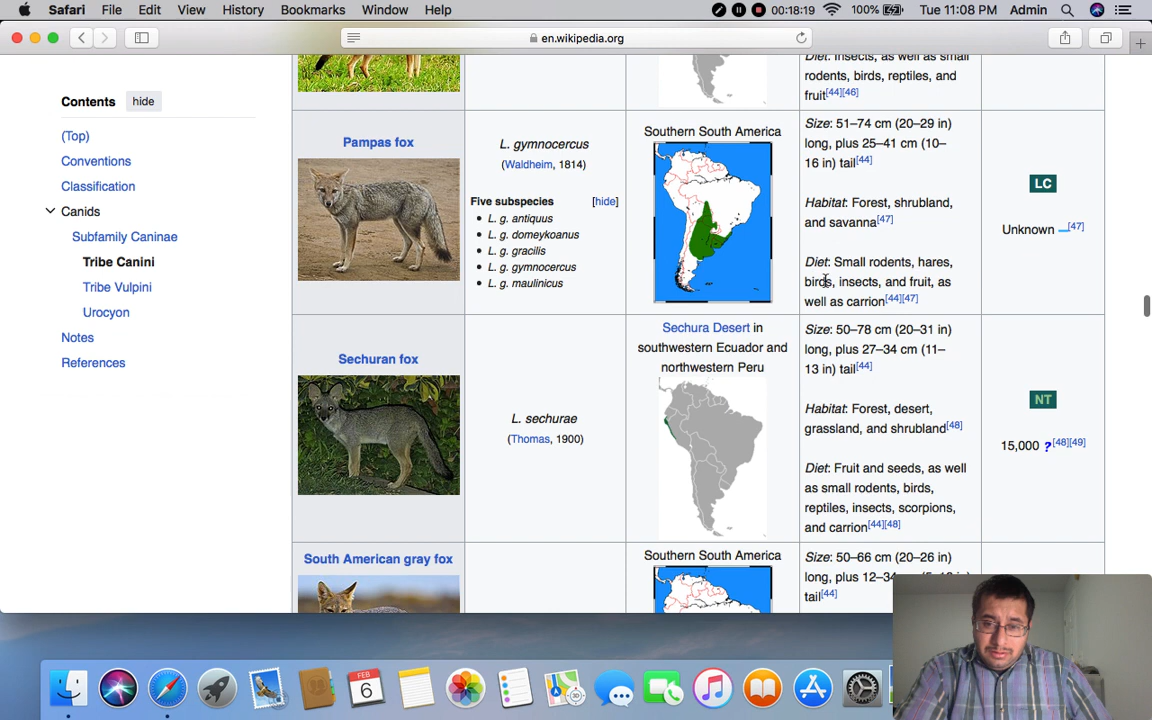 Safari File Edit View History Bookmarks Window Help 00:18:19 100% Tue 11:08 PM Admin
en.wikipedia.org
Contents hide
(Top)
Conventions
Classification
Canids
Subfamily Caninae
Tribe Canini
Tribe Vulpini
Urocyon
Notes
References
Diet: Insects, as well as small
rodents, birds, reptiles, and
fruit[44][46]
Pampas fox
L. gymnocercus
(Waldheim, 1814)
Five subspecies [hide]
• L. g. antiquus
• L. g. domeykoanus
• L. g. gracilis
• L. g. gymnocercus
• L. g. maulinicus
Southern South America
Size: 51–74 cm (20–29 in)
long, plus 25–41 cm (10–
16 in) tail[44]
Habitat: Forest, shrubland,
and savanna[47]
Diet: Small rodents, hares,
birds, insects, and fruit, as
well as carrion[44][47]
LC
Unknown [47]
Sechuran fox
L. sechurae
(Thomas, 1900)
Sechura Desert in
southwestern Ecuador and
northwestern Peru
Size: 50–78 cm (20–31 in)
long, plus 27–34 cm (11–
13 in) tail[44]
Habitat: Forest, desert,
grassland, and shrubland[48]
Diet: Fruit and seeds, as well
as small rodents, birds,
reptiles, insects, scorpions,
and carrion[44][48]
NT
15,000 ?[48][49]
South American gray fox
Southern South America
Size: 50–66 cm (20–26 in)
long, plus 12–34
tail[44]
FEB
6